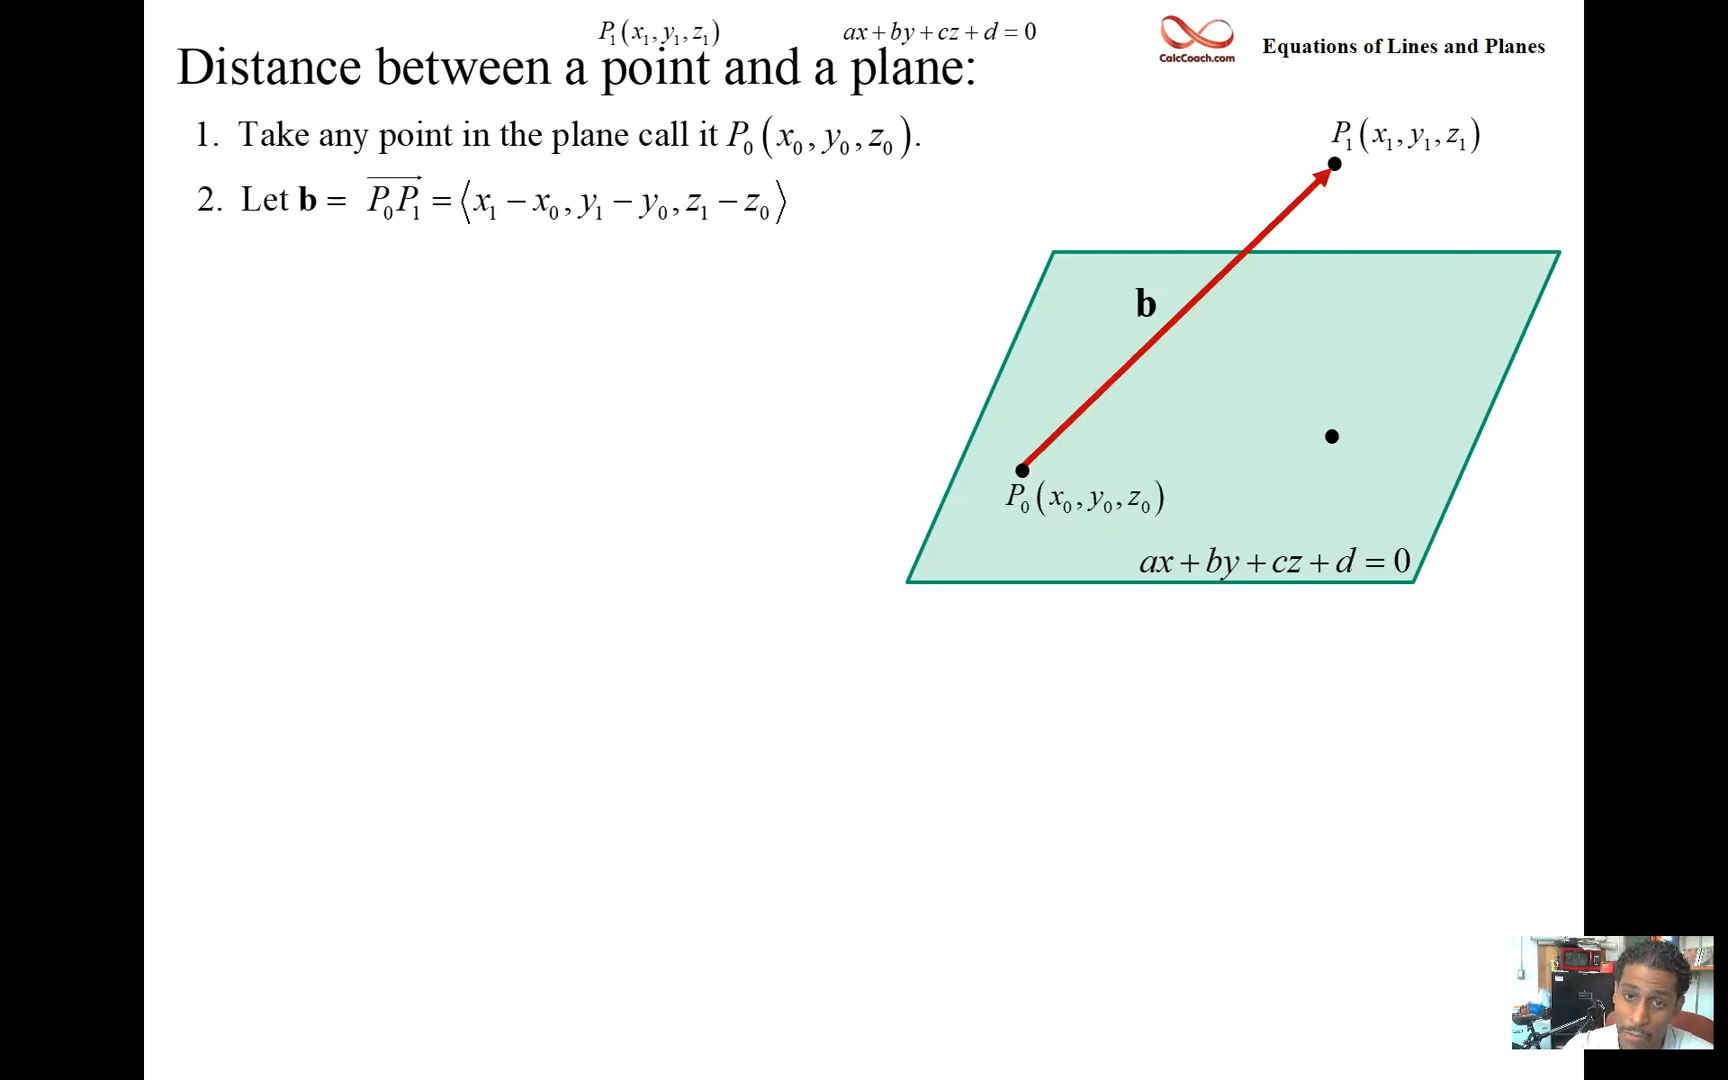 P₁(x₁, y₁, z₁) ax + by + cz + d = 0
Distance between a point and a plane:
CalcCoach.com
Equations of Lines and Planes
1. Take any point in the plane call it P₀(x₀, y₀, z₀).
2. Let b = P₀P₁ = ⟨x₁ − x₀, y₁ − y₀, z₁ − z₀⟩
P₁(x₁, y₁, z₁)
b
P₀(x₀, y₀, z₀)
ax + by + cz + d = 0